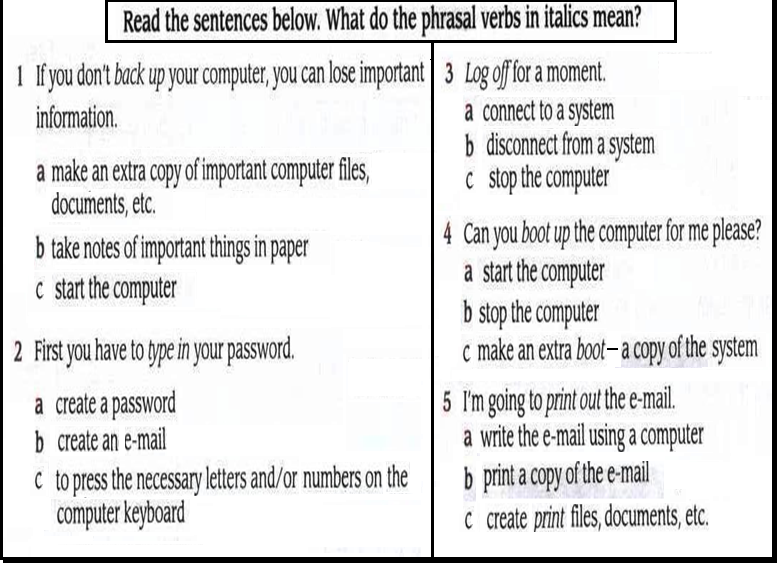 Read the sentences below. What do the phrasal verbs in italics mean?
1 If you don't back up your computer, you can lose important
information.
a make an extra copy of important computer files,
documents, etc.
b take notes of important things in paper
c start the computer
2 First you have to type in your password.
a create a password
b create an e-mail
c to press the necessary letters and/or numbers on the
computer keyboard
3 Log off for a moment.
a connect to a system
b disconnect from a system
c stop the computer
4 Can you boot up the computer for me please?
a start the computer
b stop the computer
c make an extra boot – a copy of the system
5 I'm going to print out the e-mail.
a write the e-mail using a computer
b print a copy of the e-mail
c create print files, documents, etc.